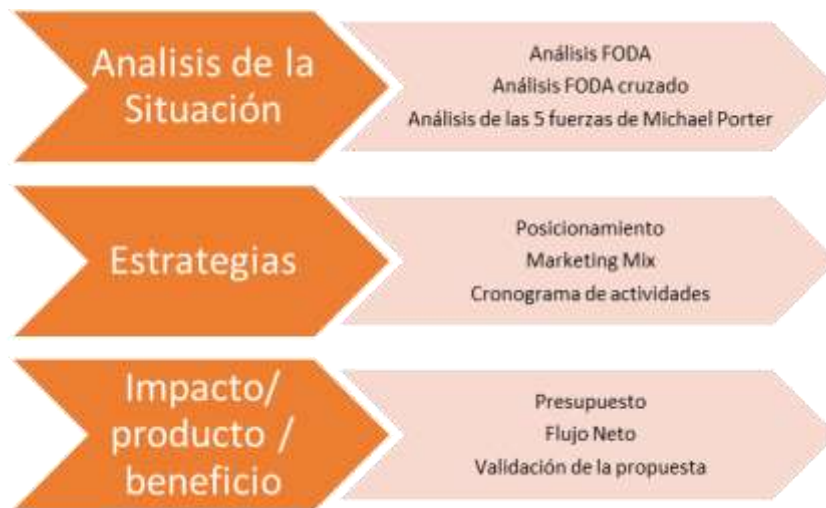 Analisis de la
Situación
Análisis FODA
Análisis FODA cruzado
Análisis de las 5 fuerzas de Michael Porter
Estrategias
Posicionamiento
Marketing Mix
Cronograma de actividades
Impacto/
producto /
beneficio
Presupuesto
Flujo Neto
Validación de la propuesta